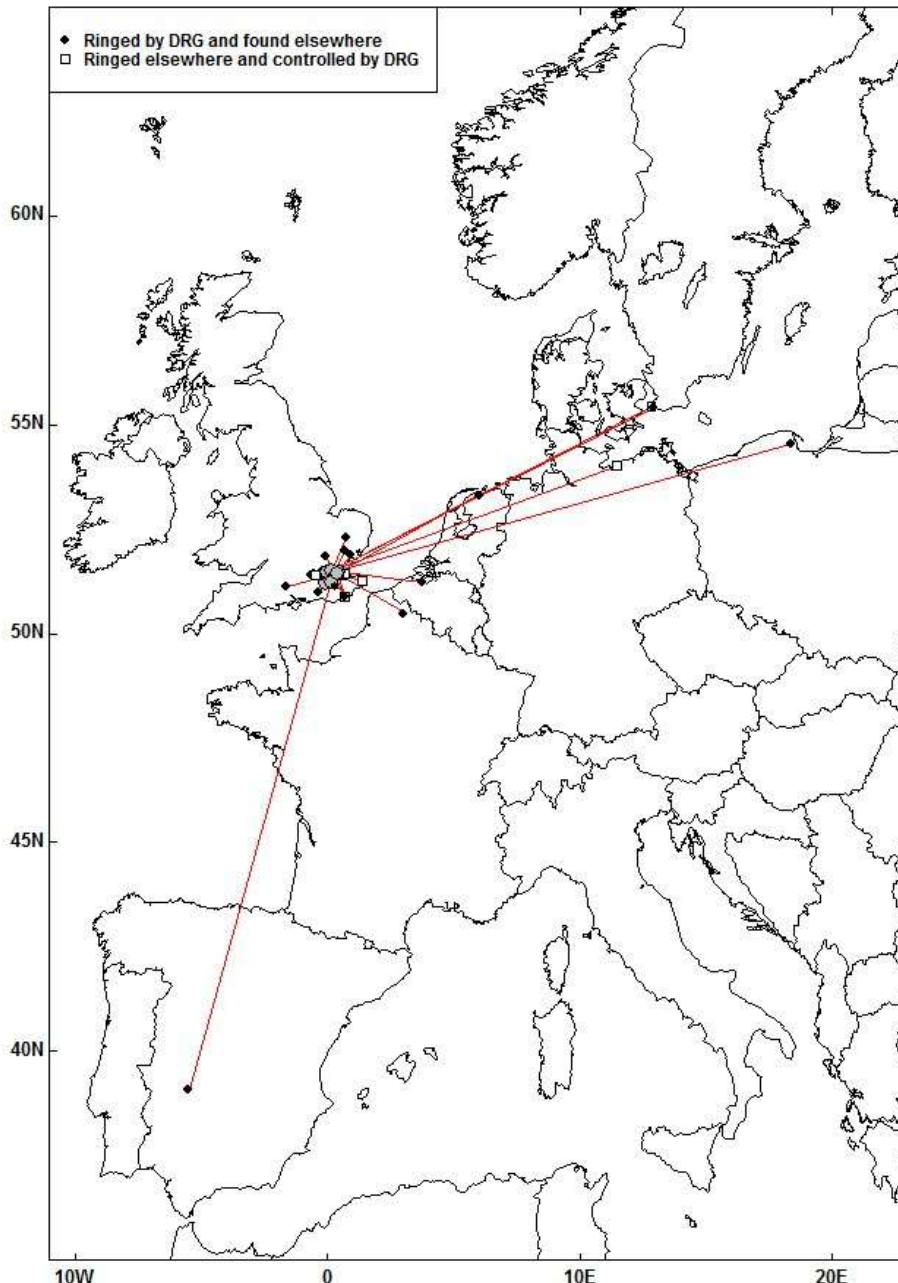 Ringed by DRG and found elsewhere
Ringed elsewhere and controlled by DRG
60N
55N
50N
45N
40N
10W 0 10E 20E